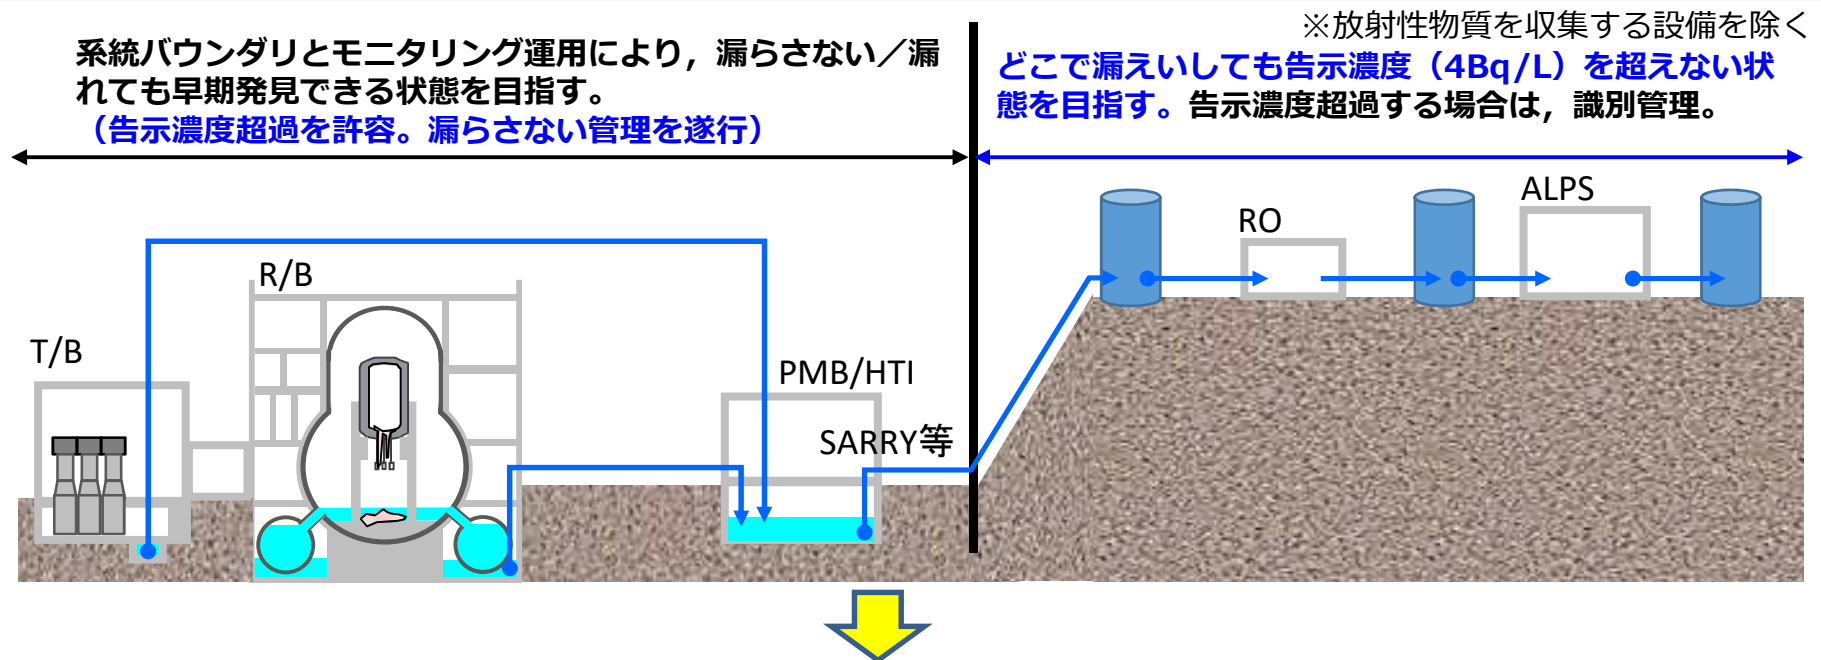 ※放射性物質を収集する設備を除く
系統バウンダリとモニタリング運用により，漏らさない／漏
れても早期発見できる状態を目指す。
（告示濃度超過を許容。漏らさない管理を遂行）
どこで漏えいしても告示濃度（4Bq/L）を超えない状
態を目指す。告示濃度超過する場合は，識別管理。
T/B
R/B
PMB/HTI
SARRY等
RO
ALPS